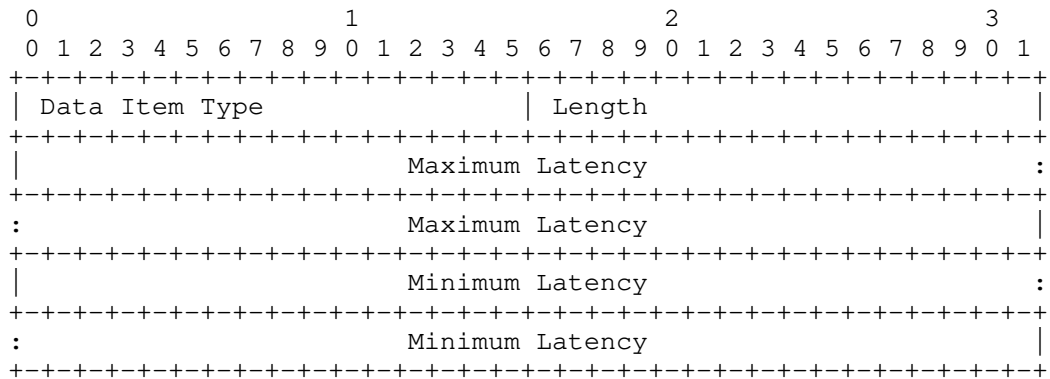 0                   1                   2                   3
 0 1 2 3 4 5 6 7 8 9 0 1 2 3 4 5 6 7 8 9 0 1 2 3 4 5 6 7 8 9 0 1
+-+-+-+-+-+-+-+-+-+-+-+-+-+-+-+-+-+-+-+-+-+-+-+-+-+-+-+-+-+-+-+-+
| Data Item Type                | Length                        |
+-+-+-+-+-+-+-+-+-+-+-+-+-+-+-+-+-+-+-+-+-+-+-+-+-+-+-+-+-+-+-+-+
|                        Maximum Latency                        :
+-+-+-+-+-+-+-+-+-+-+-+-+-+-+-+-+-+-+-+-+-+-+-+-+-+-+-+-+-+-+-+-+
:                        Maximum Latency                        |
+-+-+-+-+-+-+-+-+-+-+-+-+-+-+-+-+-+-+-+-+-+-+-+-+-+-+-+-+-+-+-+-+
|                        Minimum Latency                        :
+-+-+-+-+-+-+-+-+-+-+-+-+-+-+-+-+-+-+-+-+-+-+-+-+-+-+-+-+-+-+-+-+
:                        Minimum Latency                        |
+-+-+-+-+-+-+-+-+-+-+-+-+-+-+-+-+-+-+-+-+-+-+-+-+-+-+-+-+-+-+-+-+